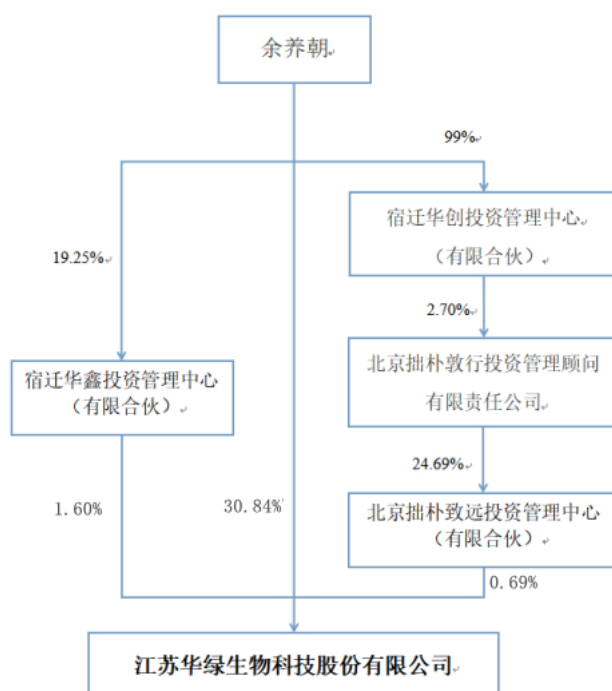 余养朝
99%
宿迁华创投资管理中心
（有限合伙）
19.25%
2.70%
宿迁华鑫投资管理中心
（有限合伙）
北京拙朴敦行投资管理顾问
有限责任公司
24.69%
1.60%
30.84%
北京拙朴致远投资管理中心
（有限合伙）
0.69%
江苏华绿生物科技股份有限公司